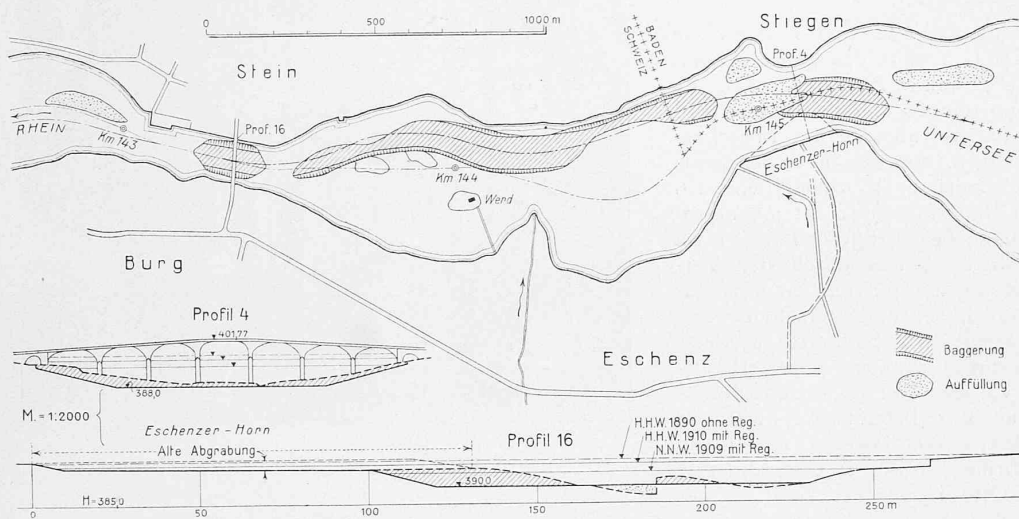 0 500 1000 m
Stein
Stiegen
BADEN
SCHWEIZ
Prof. 4
Prof. 16
RHEIN
Km 143
Km 144
Km 145
UNTERSEE
Eschenzer-Horn
Werd
Burg
Profil 4
401,77
388,0
Eschenz
Baggerung
Auffüllung
M. = 1:2000
Eschenzer-Horn
Alte Abgrabung
Profil 16
H.H.W. 1890 ohne Reg.
H.H.W. 1910 mit Reg.
N.N.W. 1909 mit Reg.
390,0
H=385,0
0 50 100 150 200 250 m